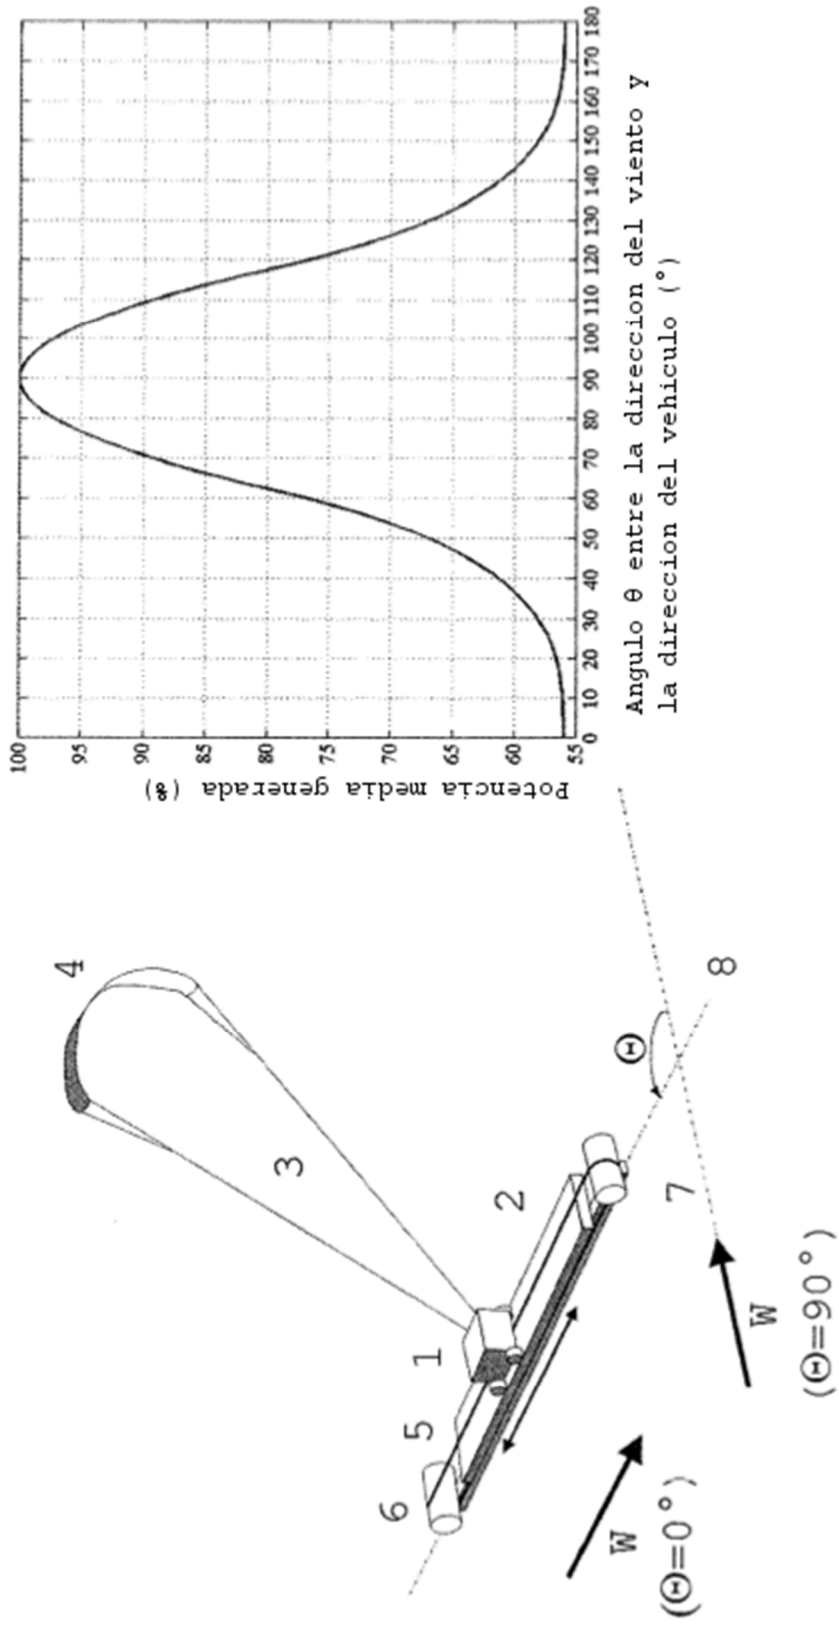 4
3
2
1
5
6
7
8
Θ
W
(Θ=0°)
W
(Θ=90°)
Potencia media generada (%)
100
95
90
85
80
75
70
65
60
55
0 10 20 30 40 50 60 70 80 90 100 110 120 130 140 150 160 170 180
Angulo θ entre la direccion del viento y
la direccion del vehiculo (°)